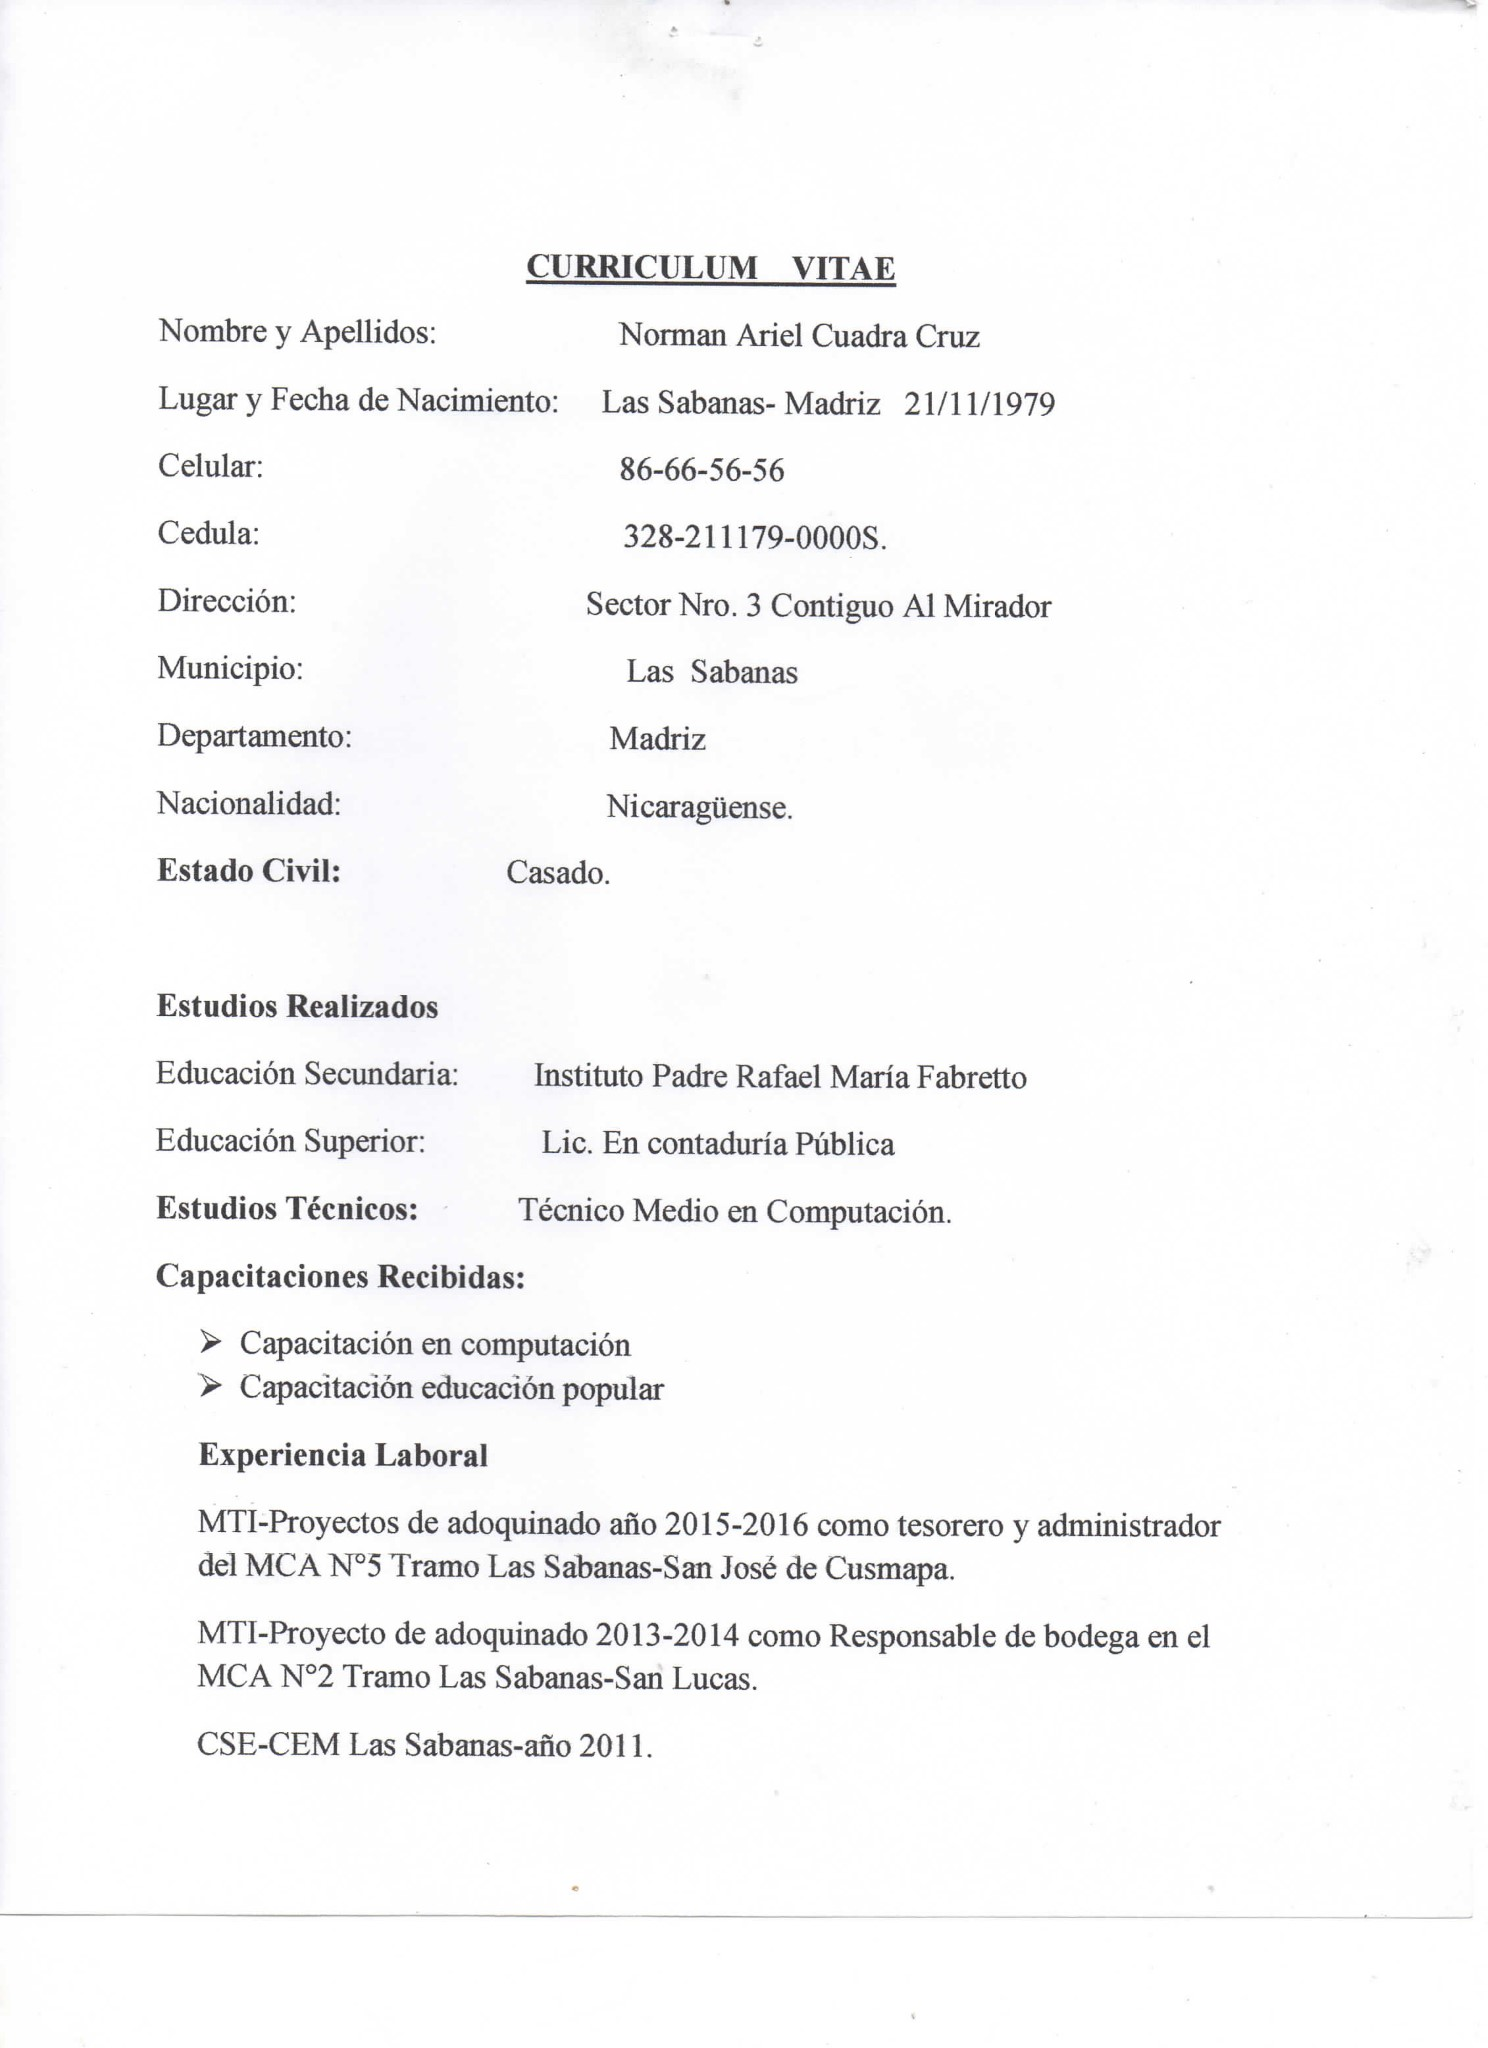 CURRICULUM VITAE
Nombre y Apellidos: Norman Ariel Cuadra Cruz
Lugar y Fecha de Nacimiento: Las Sabanas- Madriz 21/11/1979
Celular: 86-66-56-56
Cedula: 328-211179-0000S.
Dirección: Sector Nro. 3 Contiguo Al Mirador
Municipio: Las Sabanas
Departamento: Madriz
Nacionalidad: Nicaragüense.
Estado Civil: Casado.
Estudios Realizados
Educación Secundaria: Instituto Padre Rafael María Fabretto
Educación Superior: Lic. En contaduría Pública
Estudios Técnicos: Técnico Medio en Computación.
Capacitaciones Recibidas:
➢ Capacitación en computación
➢ Capacitación educación popular
Experiencia Laboral
MTI-Proyectos de adoquinado año 2015-2016 como tesorero y administrador
del MCA N°5 Tramo Las Sabanas-San José de Cusmapa.
MTI-Proyecto de adoquinado 2013-2014 como Responsable de bodega en el
MCA N°2 Tramo Las Sabanas-San Lucas.
CSE-CEM Las Sabanas-año 2011.